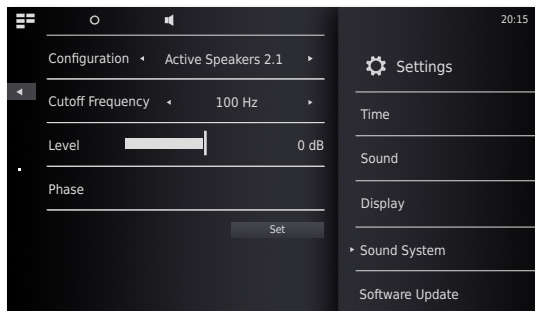 20:15
Configuration
Active Speakers 2.1
Cutoff Frequency
100 Hz
Level
0 dB
Phase
Set
Settings
Time
Sound
Display
Sound System
Software Update